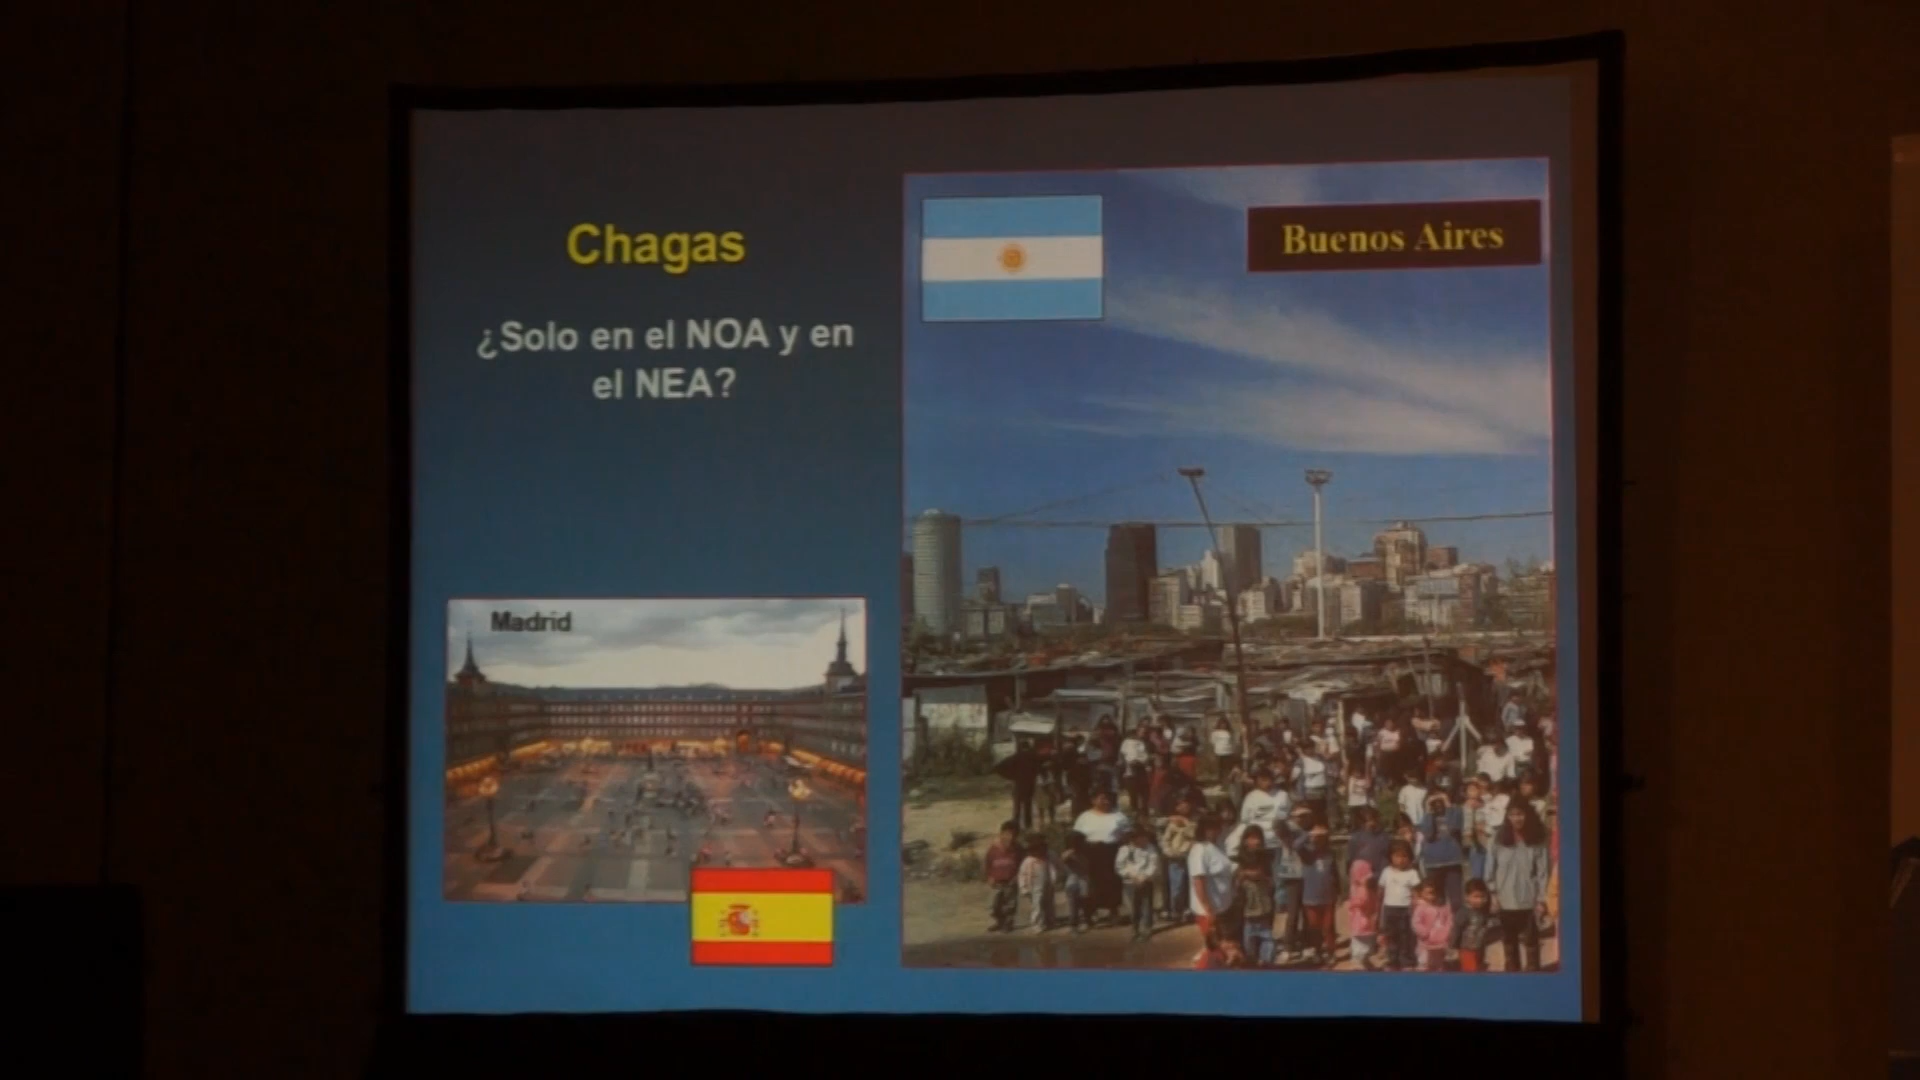 Chagas
¿Solo en el NOA y en
el NEA?
Buenos Aires
Madrid